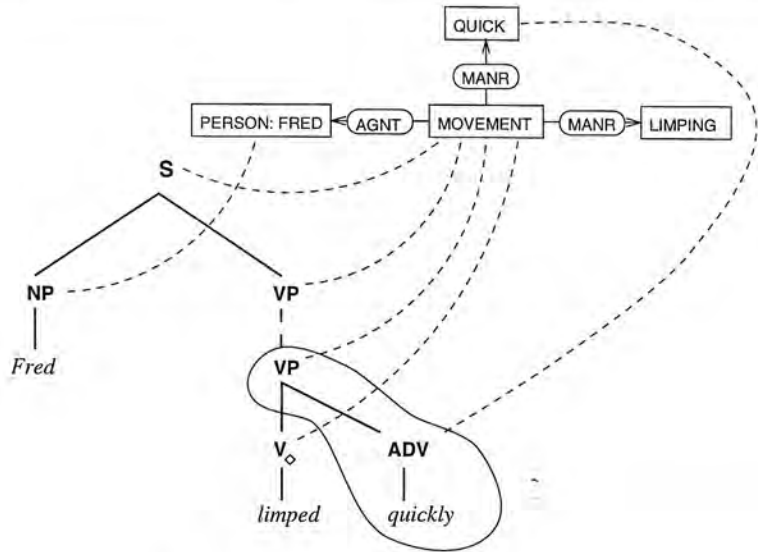 QUICK
MANR
PERSON: FRED AGNT MOVEMENT MANR LIMPING
S
NP VP
Fred VP
V ADV
limped quickly